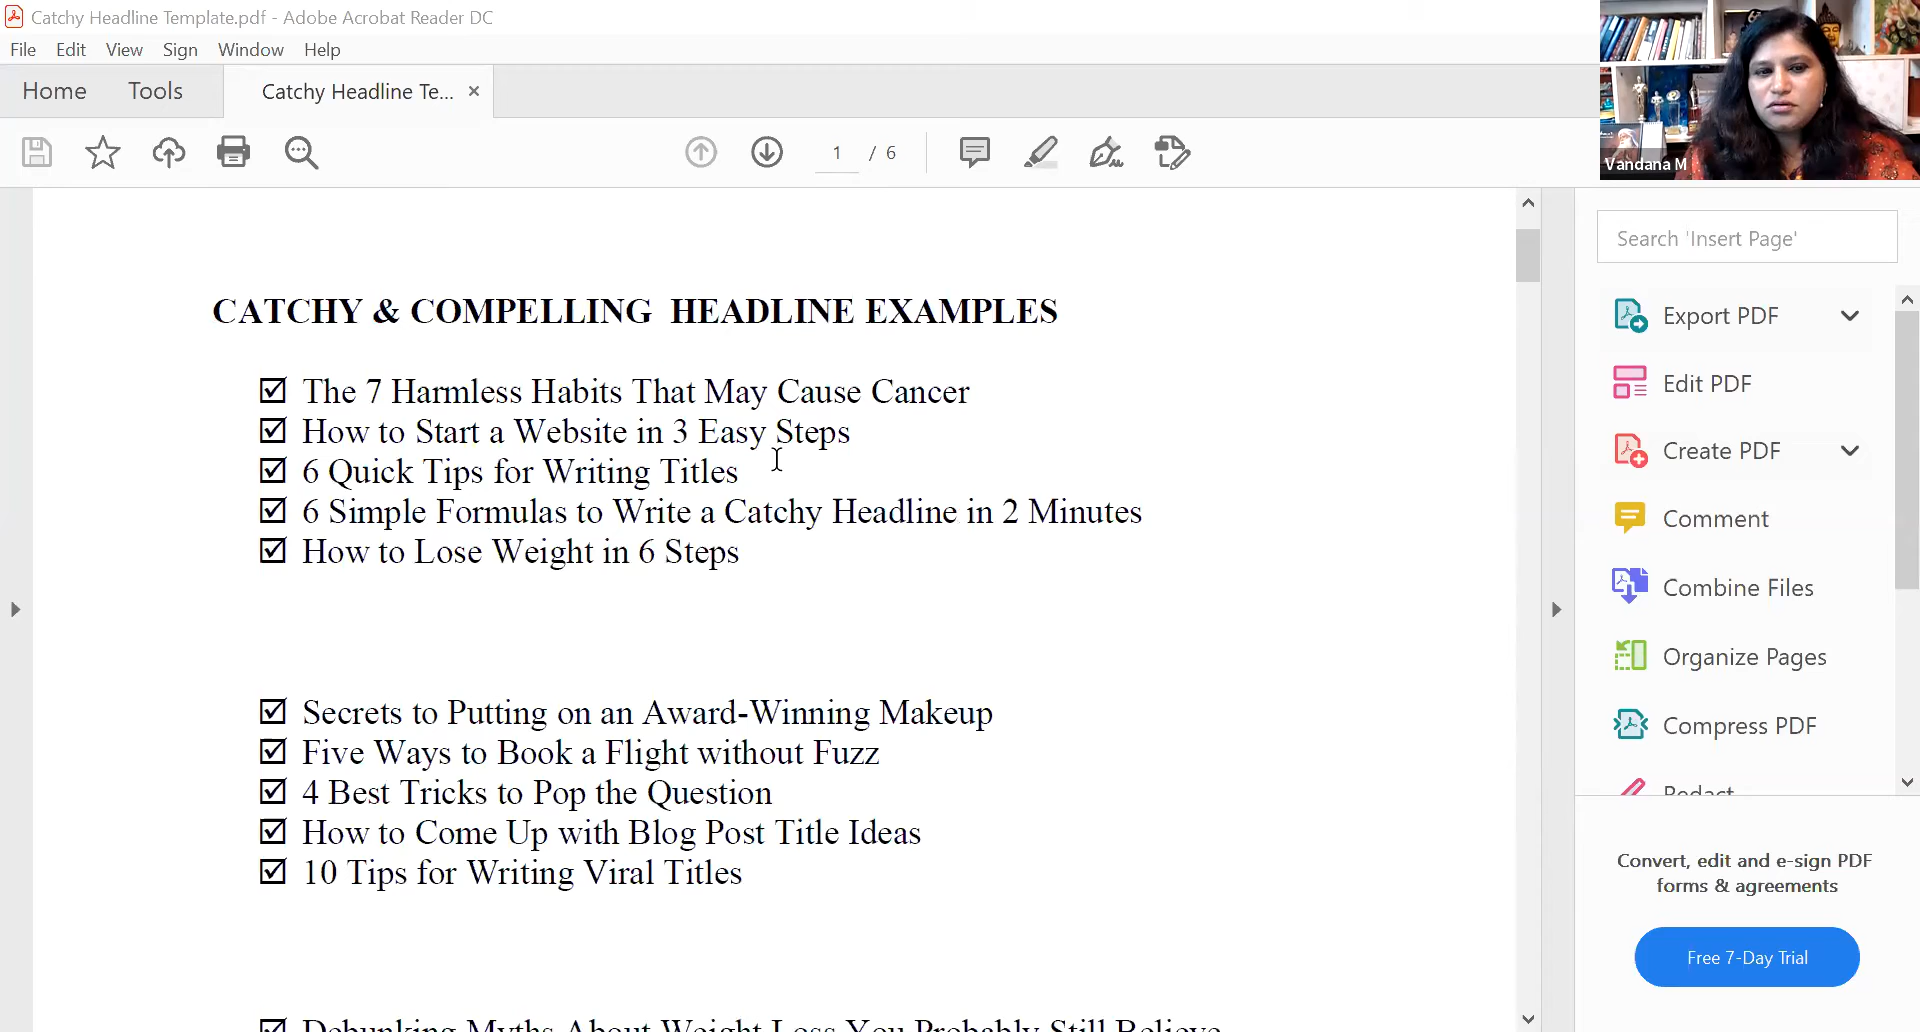 Catchy Headline Template.pdf - Adobe Acrobat Reader DC
File Edit View Sign Window Help
Home Tools Catchy Headline Te... ×
1 / 6
Vandana M
Search 'Insert Page'
CATCHY & COMPELLING HEADLINE EXAMPLES
☑ The 7 Harmless Habits That May Cause Cancer
☑ How to Start a Website in 3 Easy Steps
☑ 6 Quick Tips for Writing Titles
☑ 6 Simple Formulas to Write a Catchy Headline in 2 Minutes
☑ How to Lose Weight in 6 Steps
☑ Secrets to Putting on an Award-Winning Makeup
☑ Five Ways to Book a Flight without Fuzz
☑ 4 Best Tricks to Pop the Question
☑ How to Come Up with Blog Post Title Ideas
☑ 10 Tips for Writing Viral Titles
☑ Debunking Myths About Weight Loss You Probably Still Believe
Export PDF
Edit PDF
Create PDF
Comment
Combine Files
Organize Pages
Compress PDF
Redact
Convert, edit and e-sign PDF
forms & agreements
Free 7-Day Trial